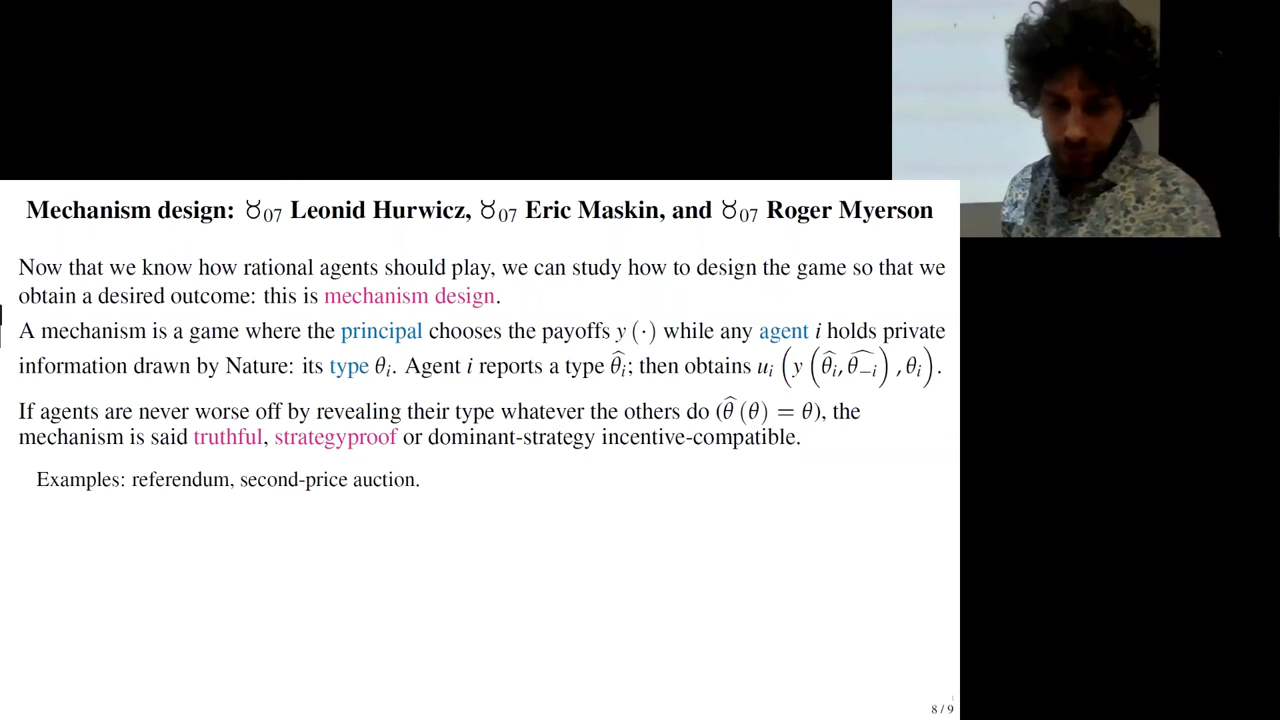 Mechanism design: ♉07 Leonid Hurwicz, ♉07 Eric Maskin, and ♉07 Roger Myerson
Now that we know how rational agents should play, we can study how to design the game so that we
obtain a desired outcome: this is mechanism design.
A mechanism is a game where the principal chooses the payoffs y (·) while any agent i holds private
information drawn by Nature: its type θᵢ. Agent i reports a type θ̂ᵢ; then obtains uᵢ (y (θ̂ᵢ, θ̂₋ᵢ) , θᵢ).
If agents are never worse off by revealing their type whatever the others do (θ̂ (θ) = θ), the
mechanism is said truthful, strategyproof or dominant-strategy incentive-compatible.
Examples: referendum, second-price auction.
8 / 9